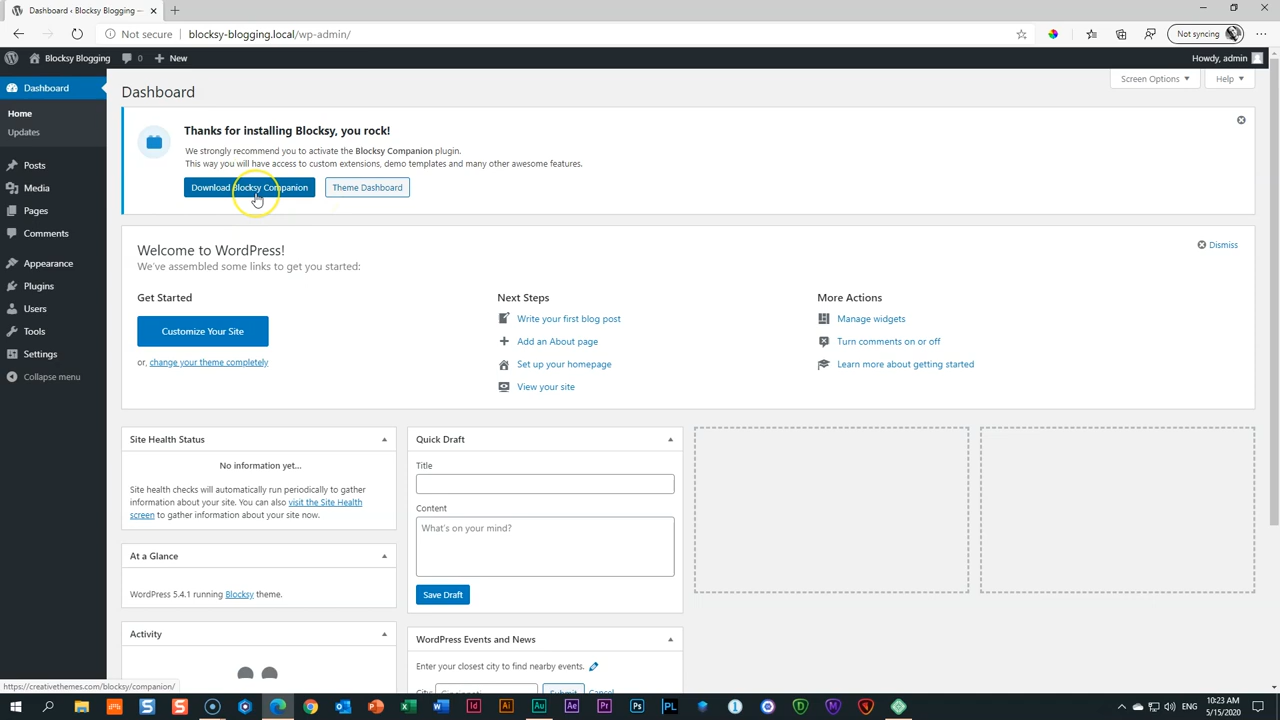 Dashboard ‹ Blocksy Blogging —
Not secure
blocksy-blogging.local/wp-admin/
Not syncing
Blocksy Blogging
0
New
Howdy, admin
Dashboard
Home
Updates
Posts
Media
Pages
Comments
Appearance
Plugins
Users
Tools
Settings
Collapse menu
Dashboard
Screen Options
Help
Thanks for installing Blocksy, you rock!
We strongly recommend you to activate the Blocksy Companion plugin.
This way you will have access to custom extensions, demo templates and many other awesome features.
Download Blocksy Companion
Theme Dashboard
Welcome to WordPress!
We've assembled some links to get you started:
Dismiss
Get Started
Customize Your Site
or, change your theme completely
Next Steps
Write your first blog post
Add an About page
Set up your homepage
View your site
More Actions
Manage widgets
Turn comments on or off
Learn more about getting started
Site Health Status
No information yet...
Site health checks will automatically run periodically to gather
information about your site. You can also visit the Site Health
screen to gather information about your site now.
At a Glance
WordPress 5.4.1 running Blocksy theme.
Activity
Quick Draft
Title
Content
What's on your mind?
Save Draft
WordPress Events and News
Enter your closest city to find nearby events.
City:
Cincinnati
Submit
Cancel
https://creativethemes.com/blocksy/companion/
ENG
10:23 AM
5/15/2020